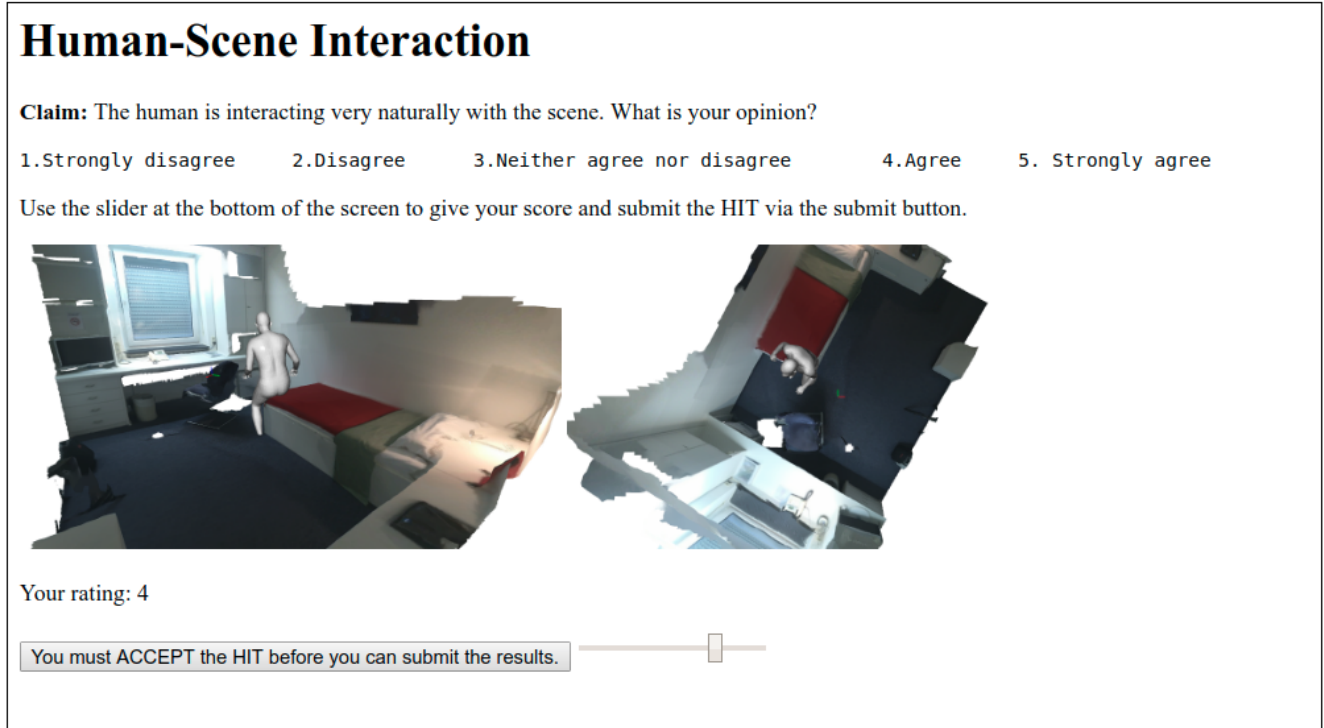 Human-Scene Interaction
Claim: The human is interacting very naturally with the scene. What is your opinion?
1.Strongly disagree 2.Disagree 3.Neither agree nor disagree 4.Agree 5. Strongly agree
Use the slider at the bottom of the screen to give your score and submit the HIT via the submit button.
Your rating: 4
You must ACCEPT the HIT before you can submit the results.